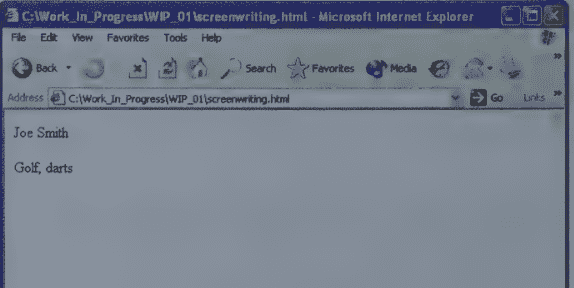 C:\Work_In_Progress\WIP_01\screenwriting.html - Microsoft Internet Explorer
File Edit View Favorites Tools Help
Back Search Favorites Media
Address C:\Work_In_Progress\WIP_01\screenwriting.html Go Links
Joe Smith
Golf, darts